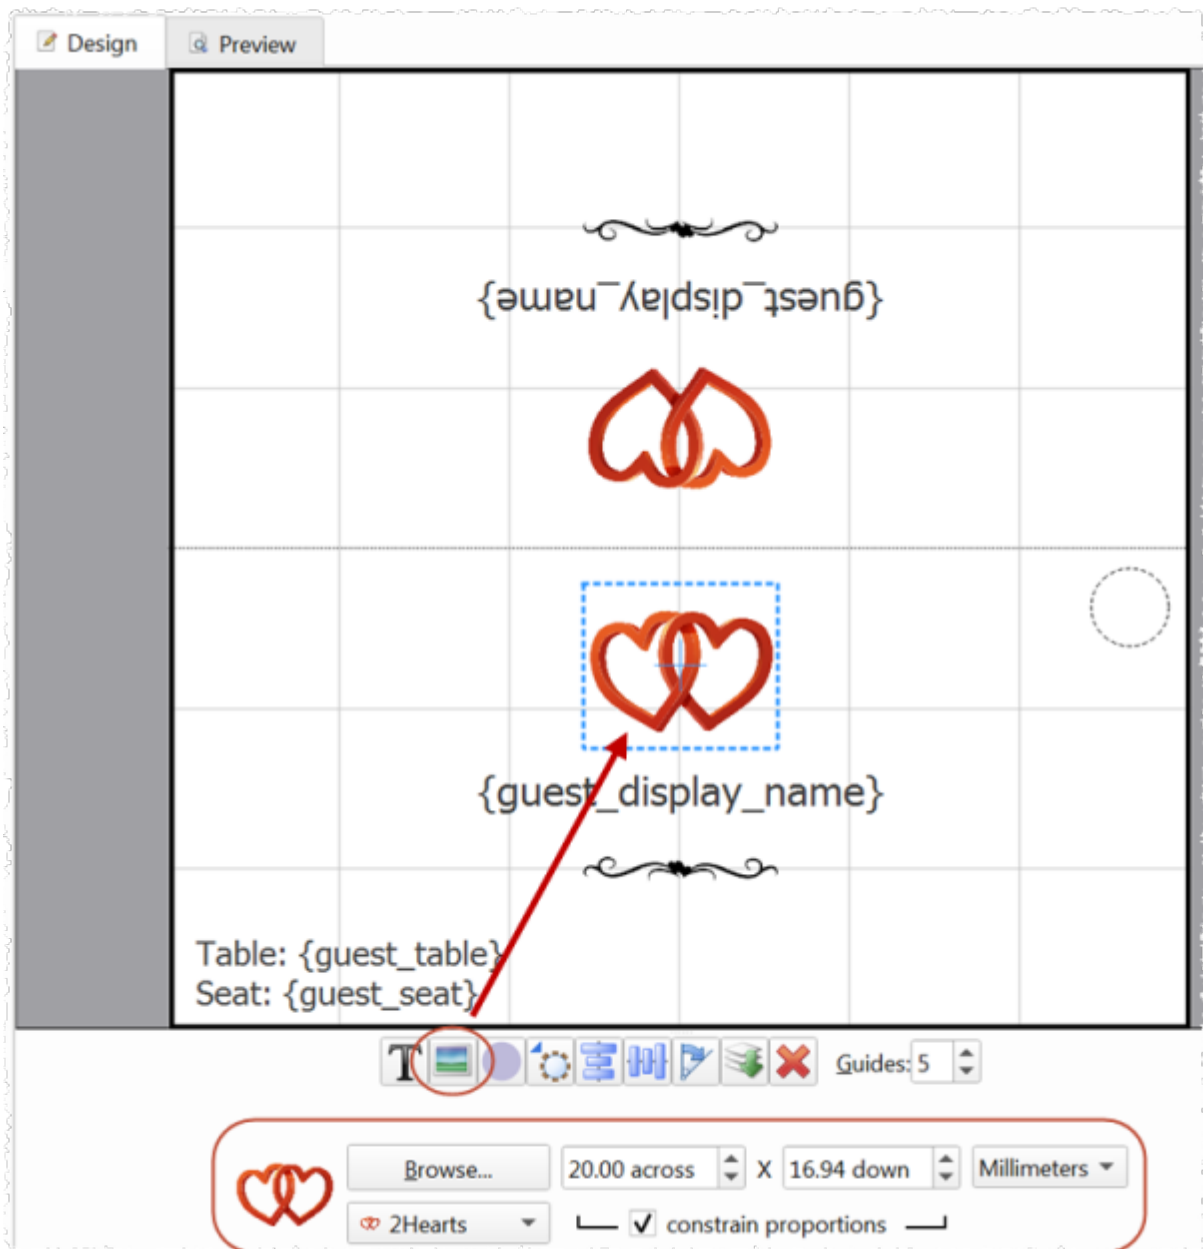 Design Preview
{guest_display_name}
{guest_display_name}
Table: {guest_table}
Seat: {guest_seat}
T Guides: 5
Browse... 20.00 across X 16.94 down Millimeters
2Hearts constrain proportions